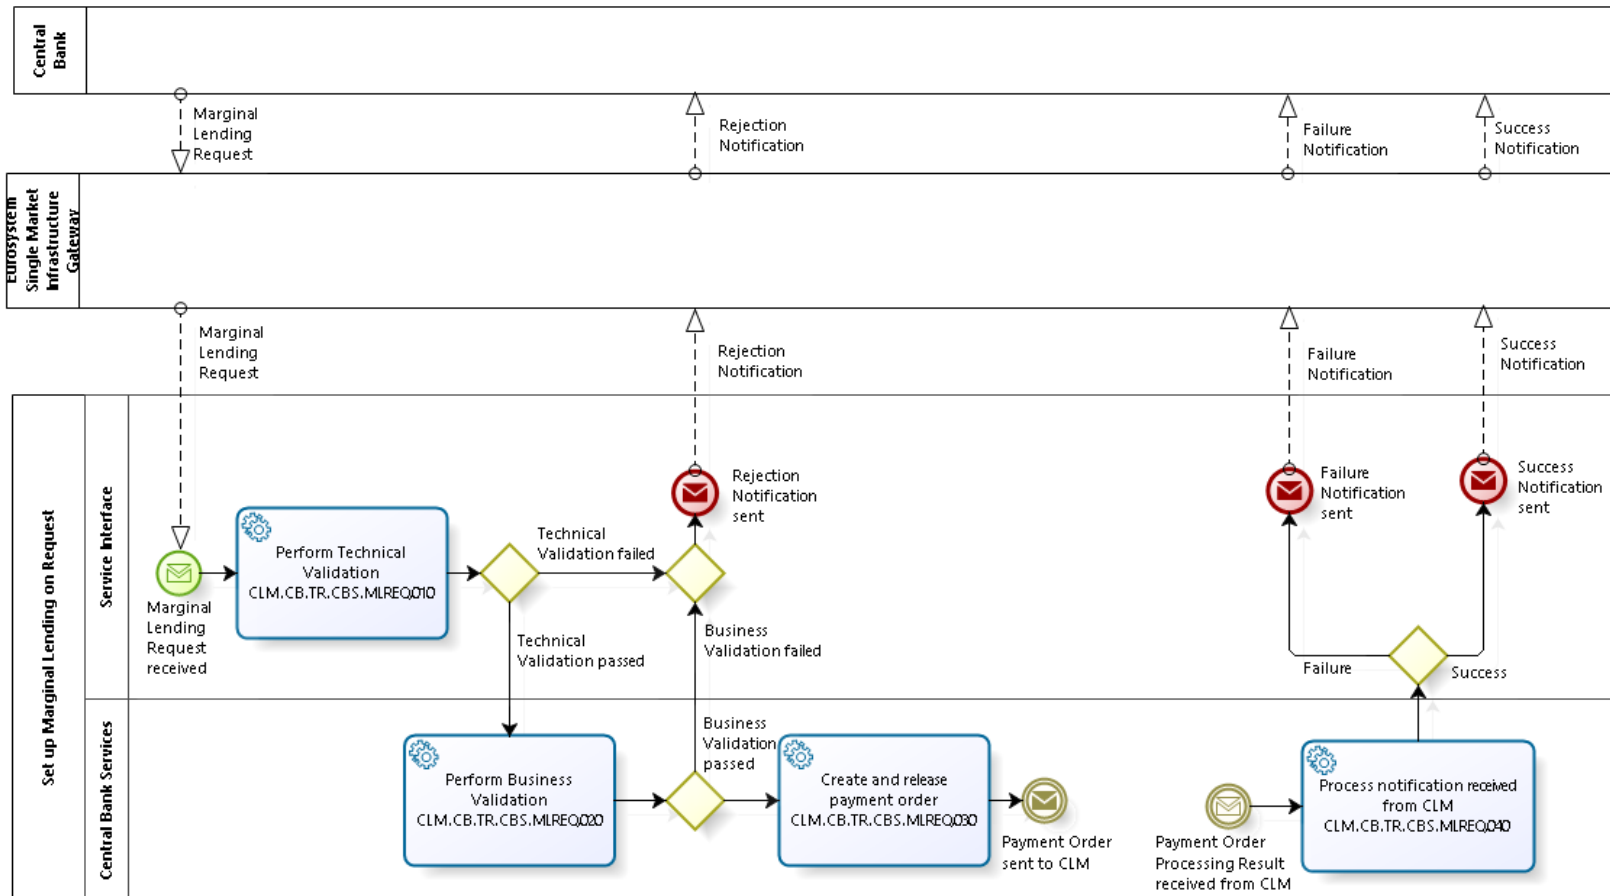 Central
Bank
Marginal
Lending
Request
Rejection
Notification
Failure
Notification
Success
Notification
Eurosystem
Single Market
Infrastructure
Gateway
Marginal
Lending
Request
Rejection
Notification
Failure
Notification
Success
Notification
Set up Marginal Lending on Request
Service Interface
Marginal
Lending
Request
received
Perform Technical
Validation
CLM.CB.TR.CBS.MLREQ.010
Technical
Validation failed
Technical
Validation passed
Rejection
Notification
sent
Business
Validation failed
Failure
Notification
sent
Success
Notification
sent
Failure
Success
Central Bank Services
Perform Business
Validation
CLM.CB.TR.CBS.MLREQ.020
Business
Validation
passed
Create and release
payment order
CLM.CB.TR.CBS.MLREQ.030
Payment Order
sent to CLM
Payment Order
Processing Result
received from CLM
Process notification received
from CLM
CLM.CB.TR.CBS.MLREQ.040